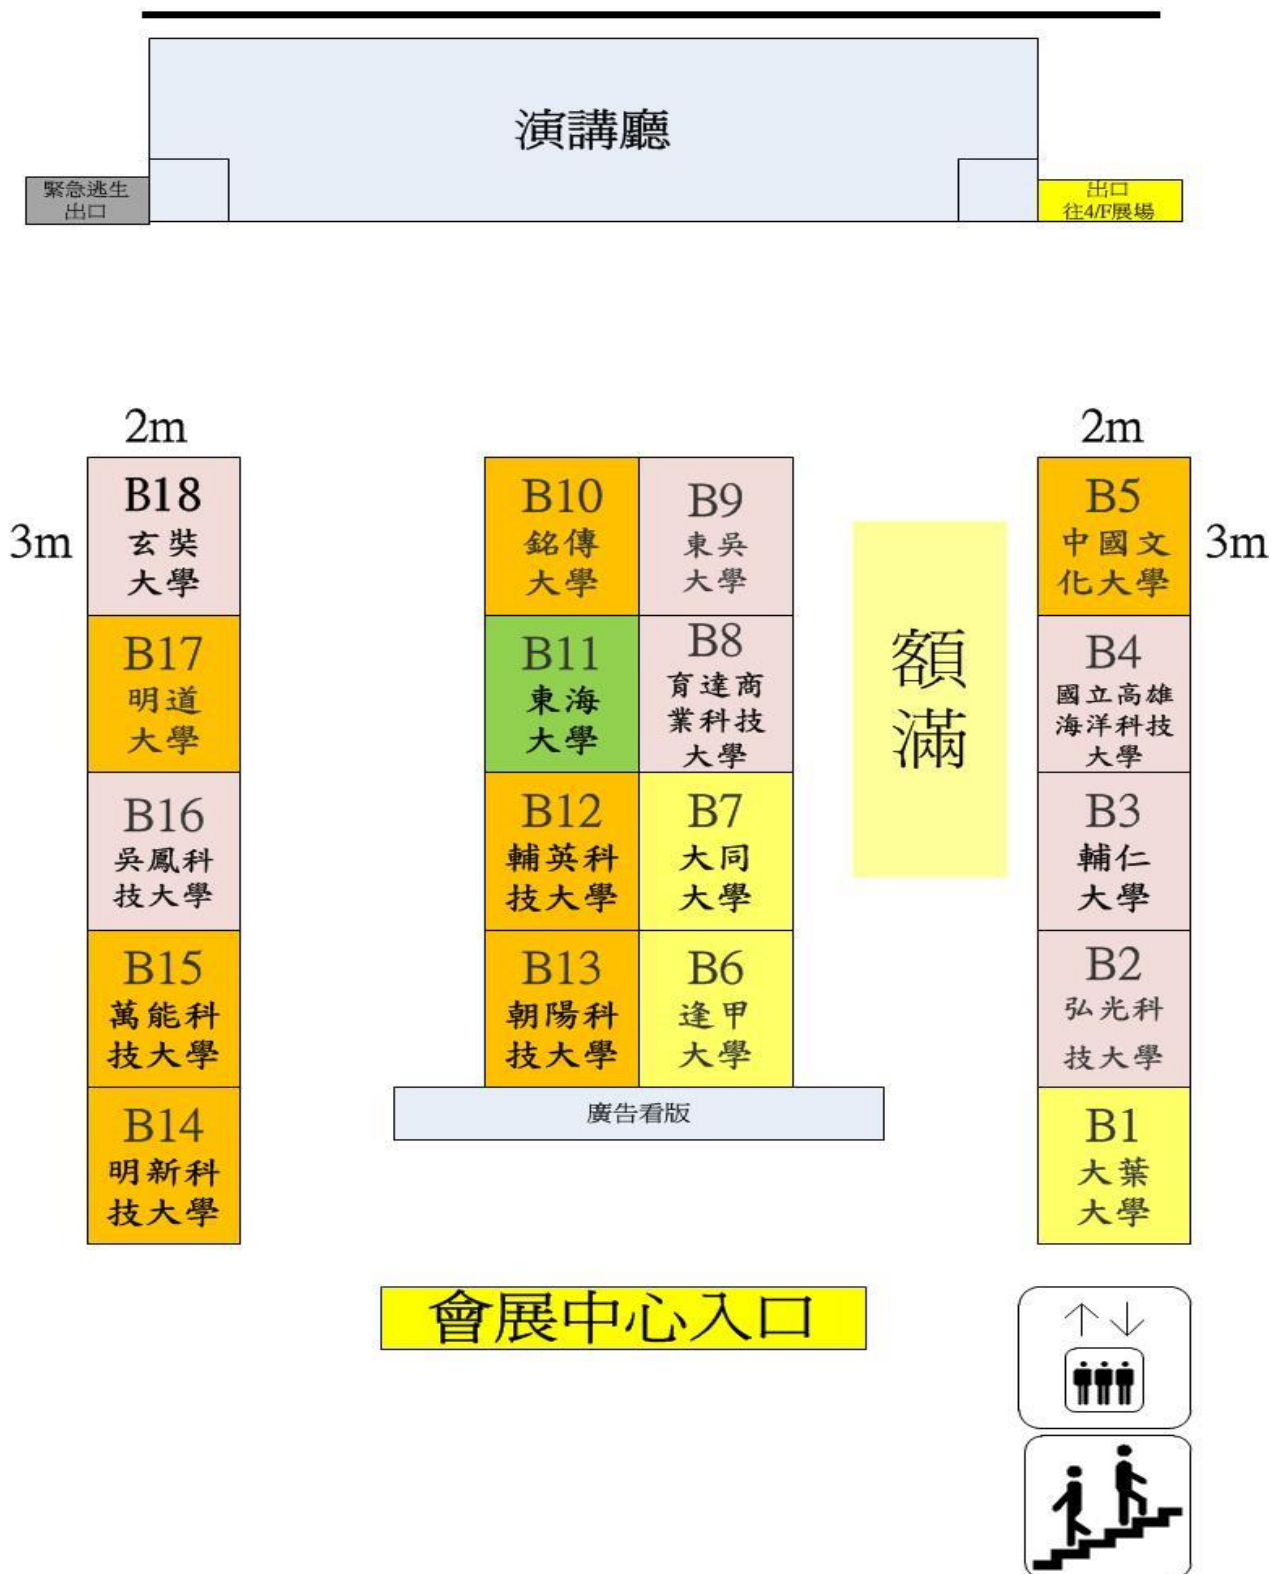 演講廳
緊急逃生
出口
出口
往4/F展場
2m
2m
3m
B18
玄奘
大學
B17
明道
大學
B16
吳鳳科
技大學
B15
萬能科
技大學
B14
明新科
技大學
B10
銘傳
大學
B11
東海
大學
B12
輔英科
技大學
B13
朝陽科
技大學
B9
東吳
大學
B8
育達商
業科技
大學
B7
大同
大學
B6
逢甲
大學
廣告看版
額
滿
B5
中國文
化大學
3m
B4
國立高雄
海洋科技
大學
B3
輔仁
大學
B2
弘光科
技大學
B1
大葉
大學
會展中心入口